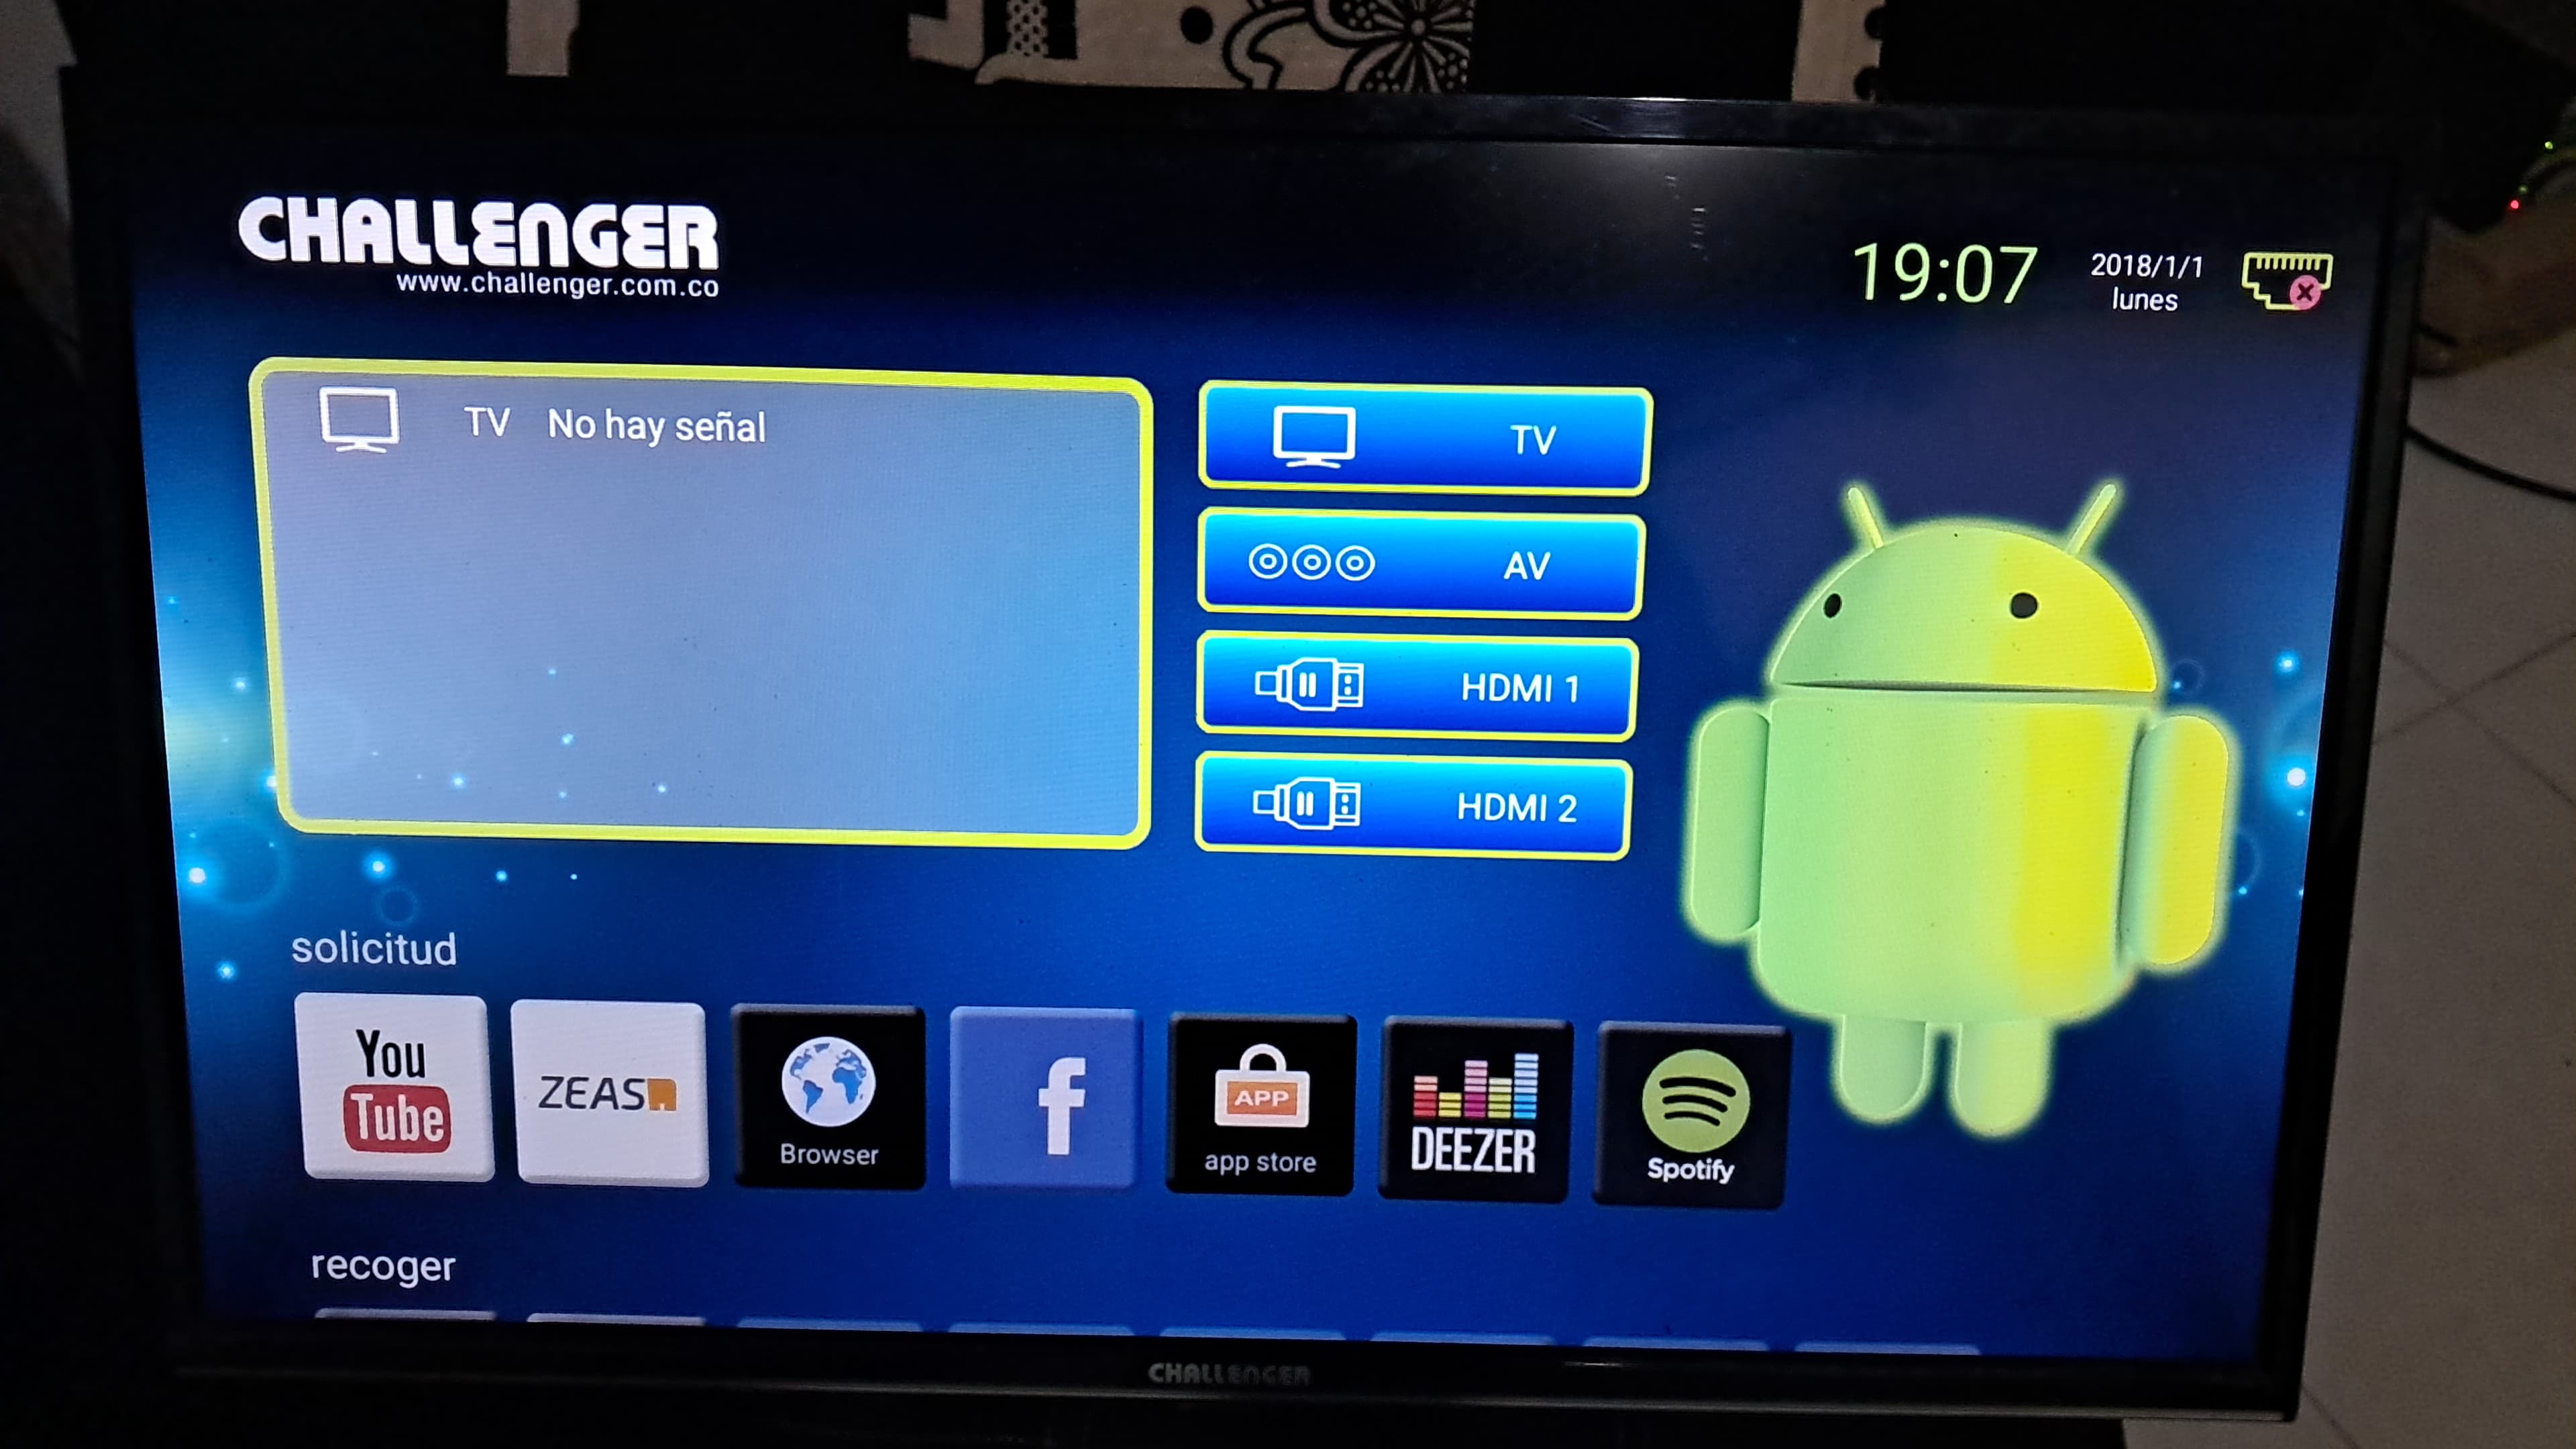 CHALLENGER
www.challenger.com.co
19:07
2018/1/1
lunes
TV No hay señal
TV
AV
HDMI 1
HDMI 2
solicitud
You
Tube
ZEASN
Browser
f
APP
app store
DEEZER
Spotify
recoger
CHALLENGER